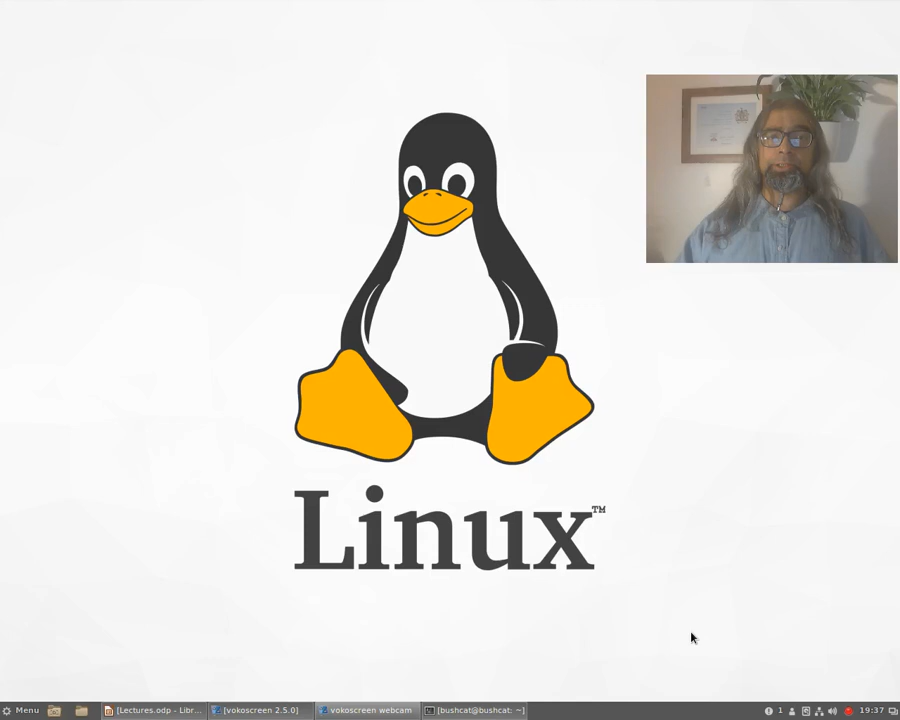 Linux™
Menu
[Lectures.odp - Libr...
[vokoscreen 2.5.0]
vokoscreen webcam
[bushcat@bushcat: ~]
1
19:37